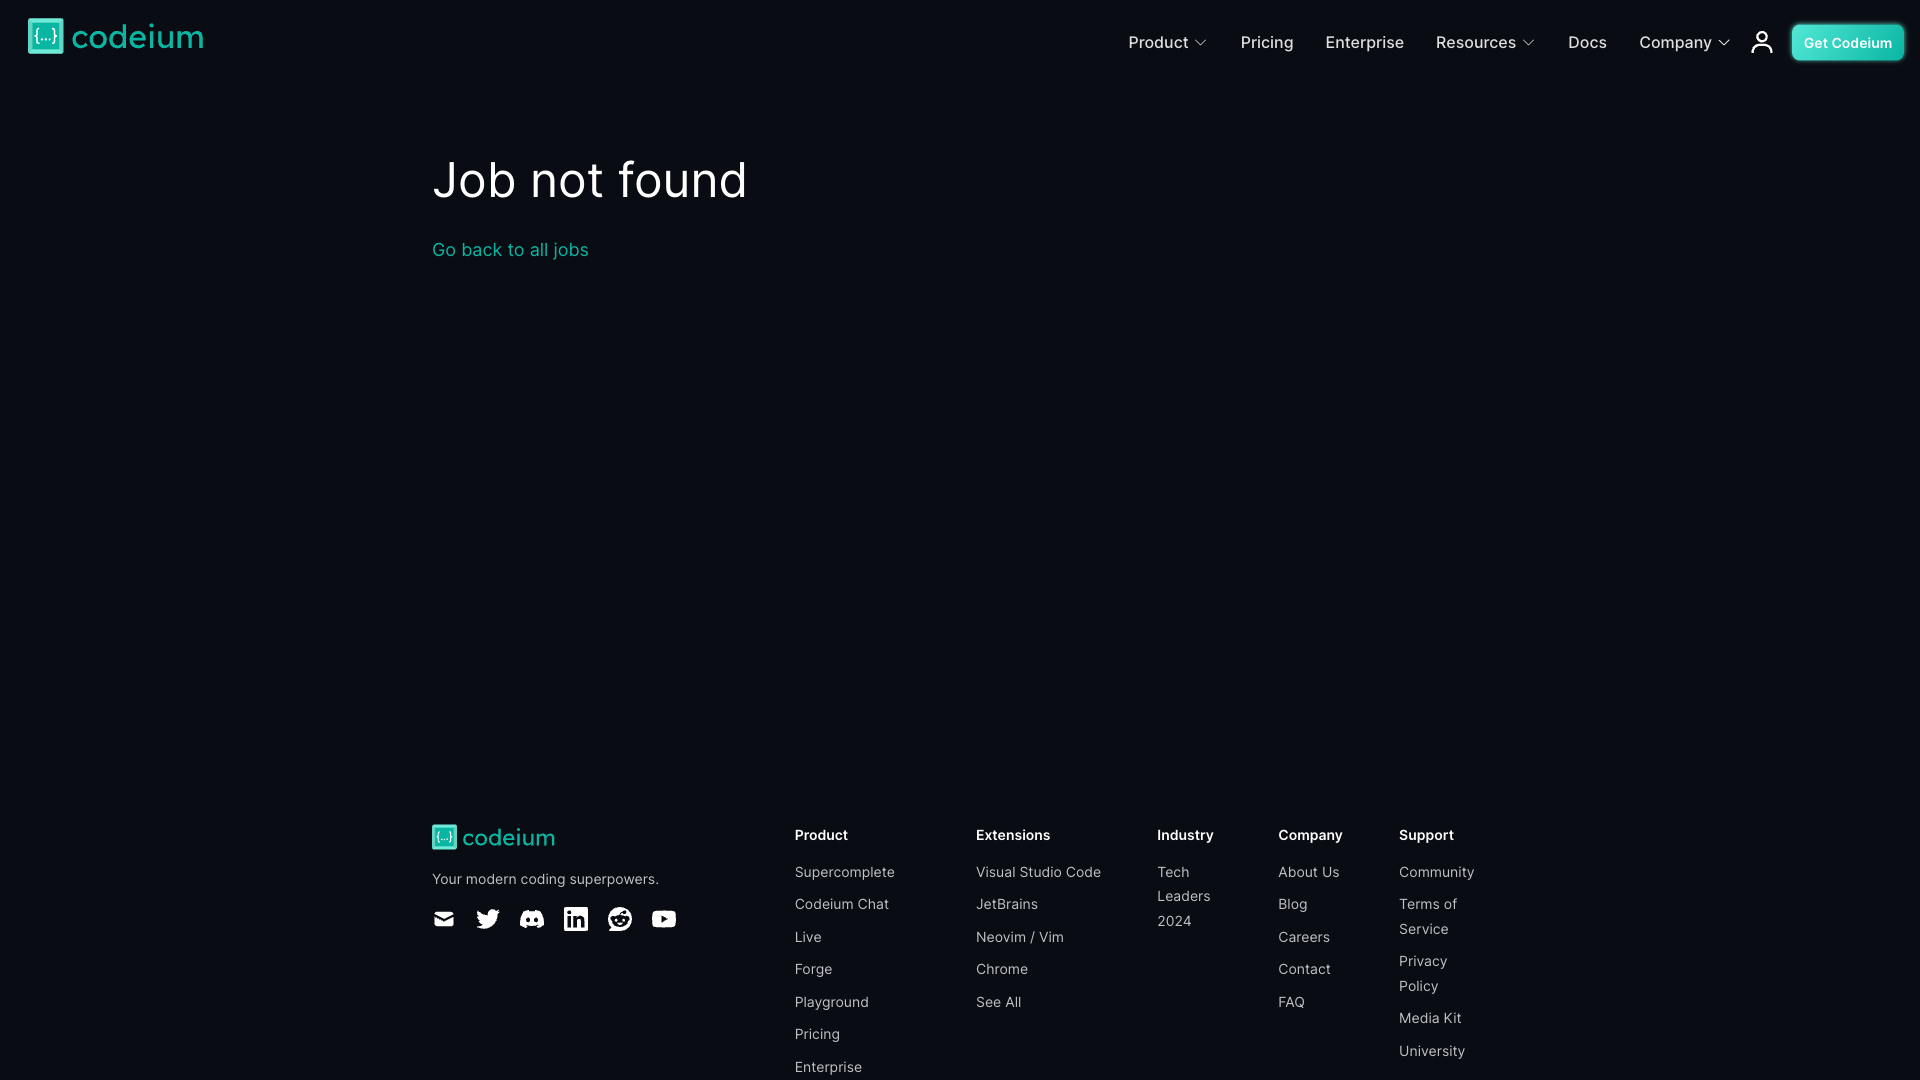 {...} codeium
Product
Pricing
Enterprise
Resources
Docs
Company
Get Codeium
Job not found
Go back to all jobs
{...} codeium
Your modern coding superpowers.
Product
Supercomplete
Codeium Chat
Live
Forge
Playground
Pricing
Enterprise
Extensions
Visual Studio Code
JetBrains
Neovim / Vim
Chrome
See All
Industry
Tech
Leaders
2024
Company
About Us
Blog
Careers
Contact
FAQ
Support
Community
Terms of
Service
Privacy
Policy
Media Kit
University